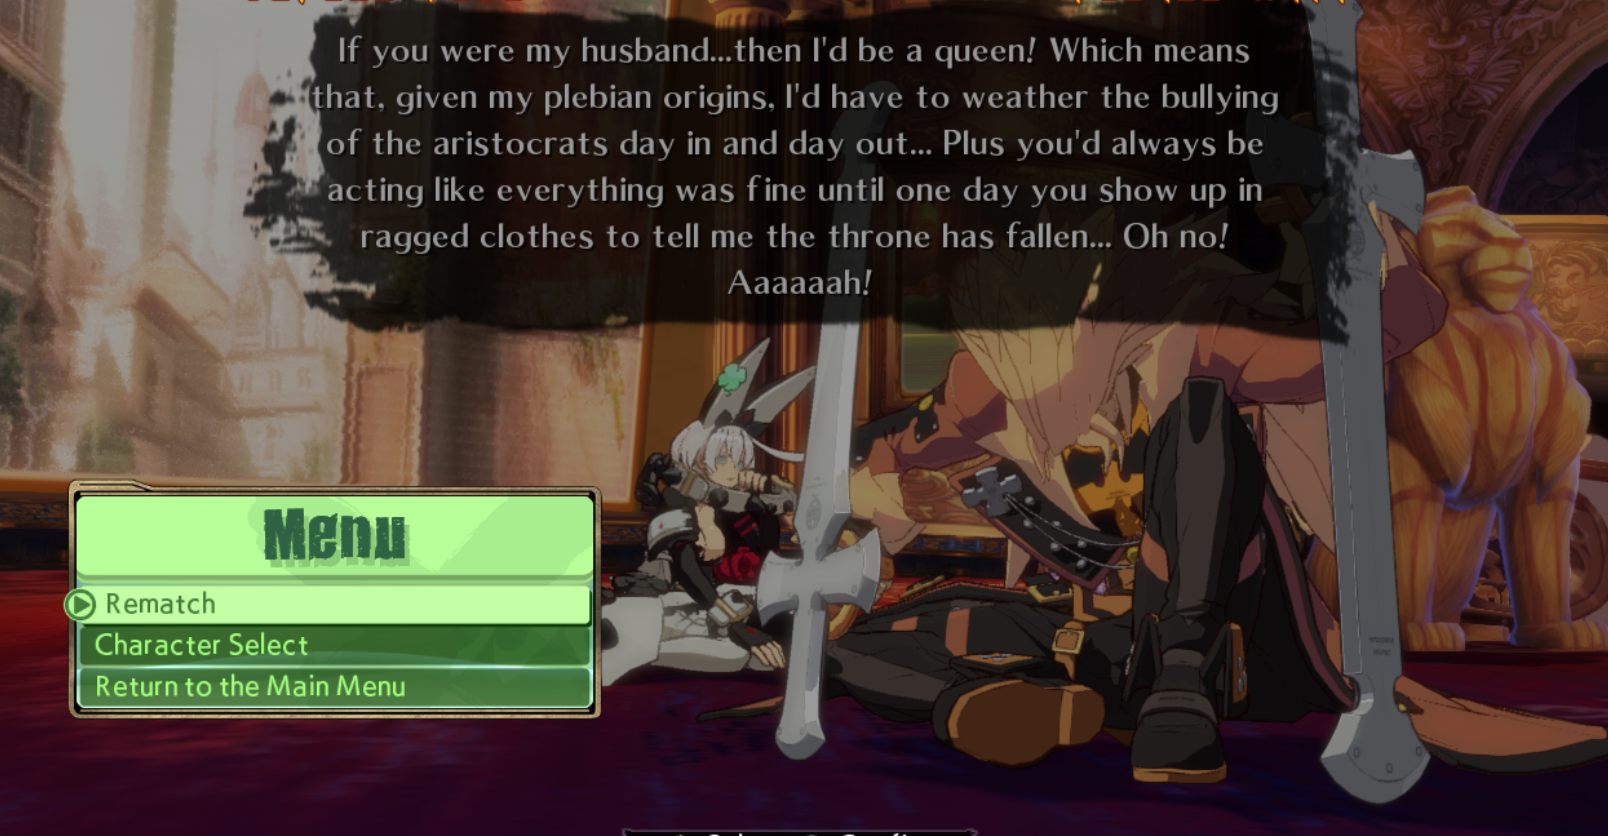 If you were my husband...then I'd be a queen! Which means
that, given my plebian origins, I'd have to weather the bullying
of the aristocrats day in and day out... Plus you'd always be
acting like everything was fine until one day you show up in
ragged clothes to tell me the throne has fallen... Oh no!
Aaaaaah!
Menu
Rematch
Character Select
Return to the Main Menu